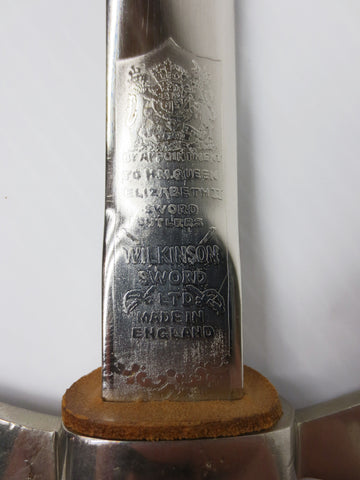 BY APPOINTMENT
TO H.M. QUEEN
ELIZABETH II
SWORD
CUTLERS
WILKINSON
SWORD
LTD.
MADE IN
ENGLAND